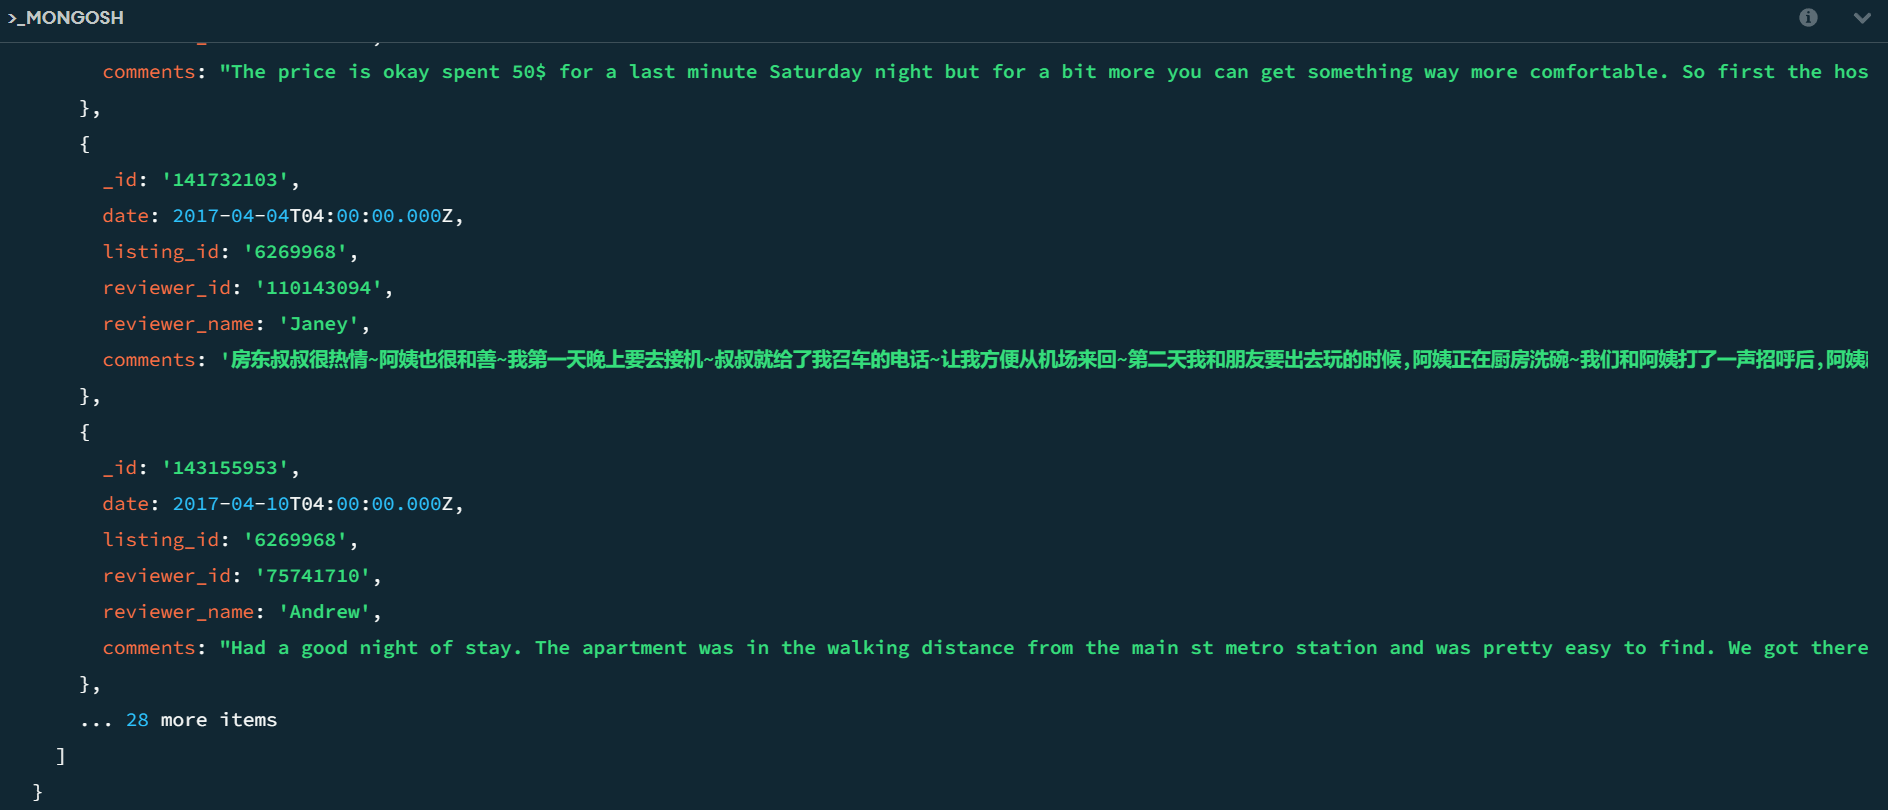 >_MONGOSH
comments: "The price is okay spent 50$ for a last minute Saturday night but for a bit more you can get something way more comfortable. So first the hos
},
{
_id: '141732103',
date: 2017-04-04T04:00:00.000Z,
listing_id: '6269968',
reviewer_id: '110143094',
reviewer_name: 'Janey',
comments: '房东叔叔很热情~阿姨也很和善~我第一天晚上要去接机~叔叔就给了我召车的电话~让我方便从机场来回~第二天我和朋友要出去玩的时候,阿姨正在厨房洗碗~我们和阿姨打了一声招呼后,阿姨
},
{
_id: '143155953',
date: 2017-04-10T04:00:00.000Z,
listing_id: '6269968',
reviewer_id: '75741710',
reviewer_name: 'Andrew',
comments: "Had a good night of stay. The apartment was in the walking distance from the main st metro station and was pretty easy to find. We got there
},
... 28 more items
]
}